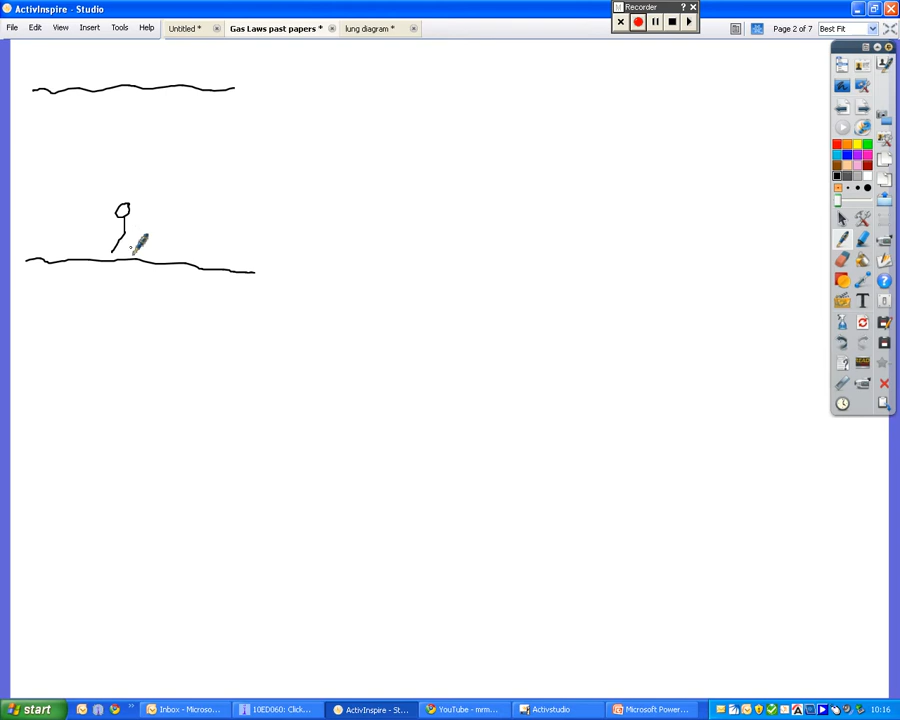 ActivInspire - Studio
Recorder
File Edit View Insert Tools Help
Untitled *
Gas Laws past papers *
lung diagram *
Page 2 of 7
Best Fit
start
Inbox - Microso...
10ED060: Click...
ActivInspire - St...
YouTube - mrm...
Activstudio
Microsoft Power...
10:16